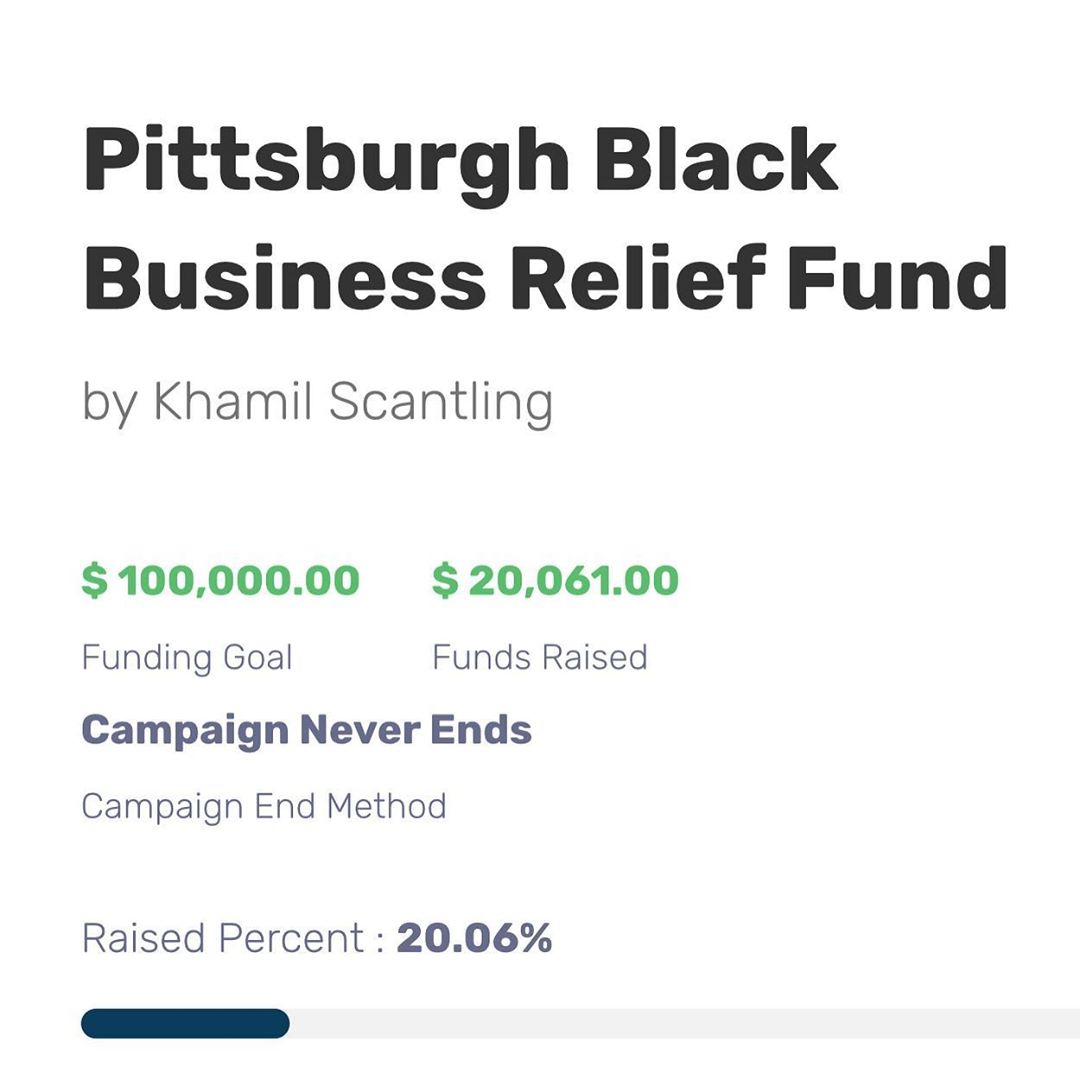 Pittsburgh Black
Business Relief Fund
by Khamil Scantling
$ 100,000.00
Funding Goal
$ 20,061.00
Funds Raised
Campaign Never Ends
Campaign End Method
Raised Percent : 20.06%